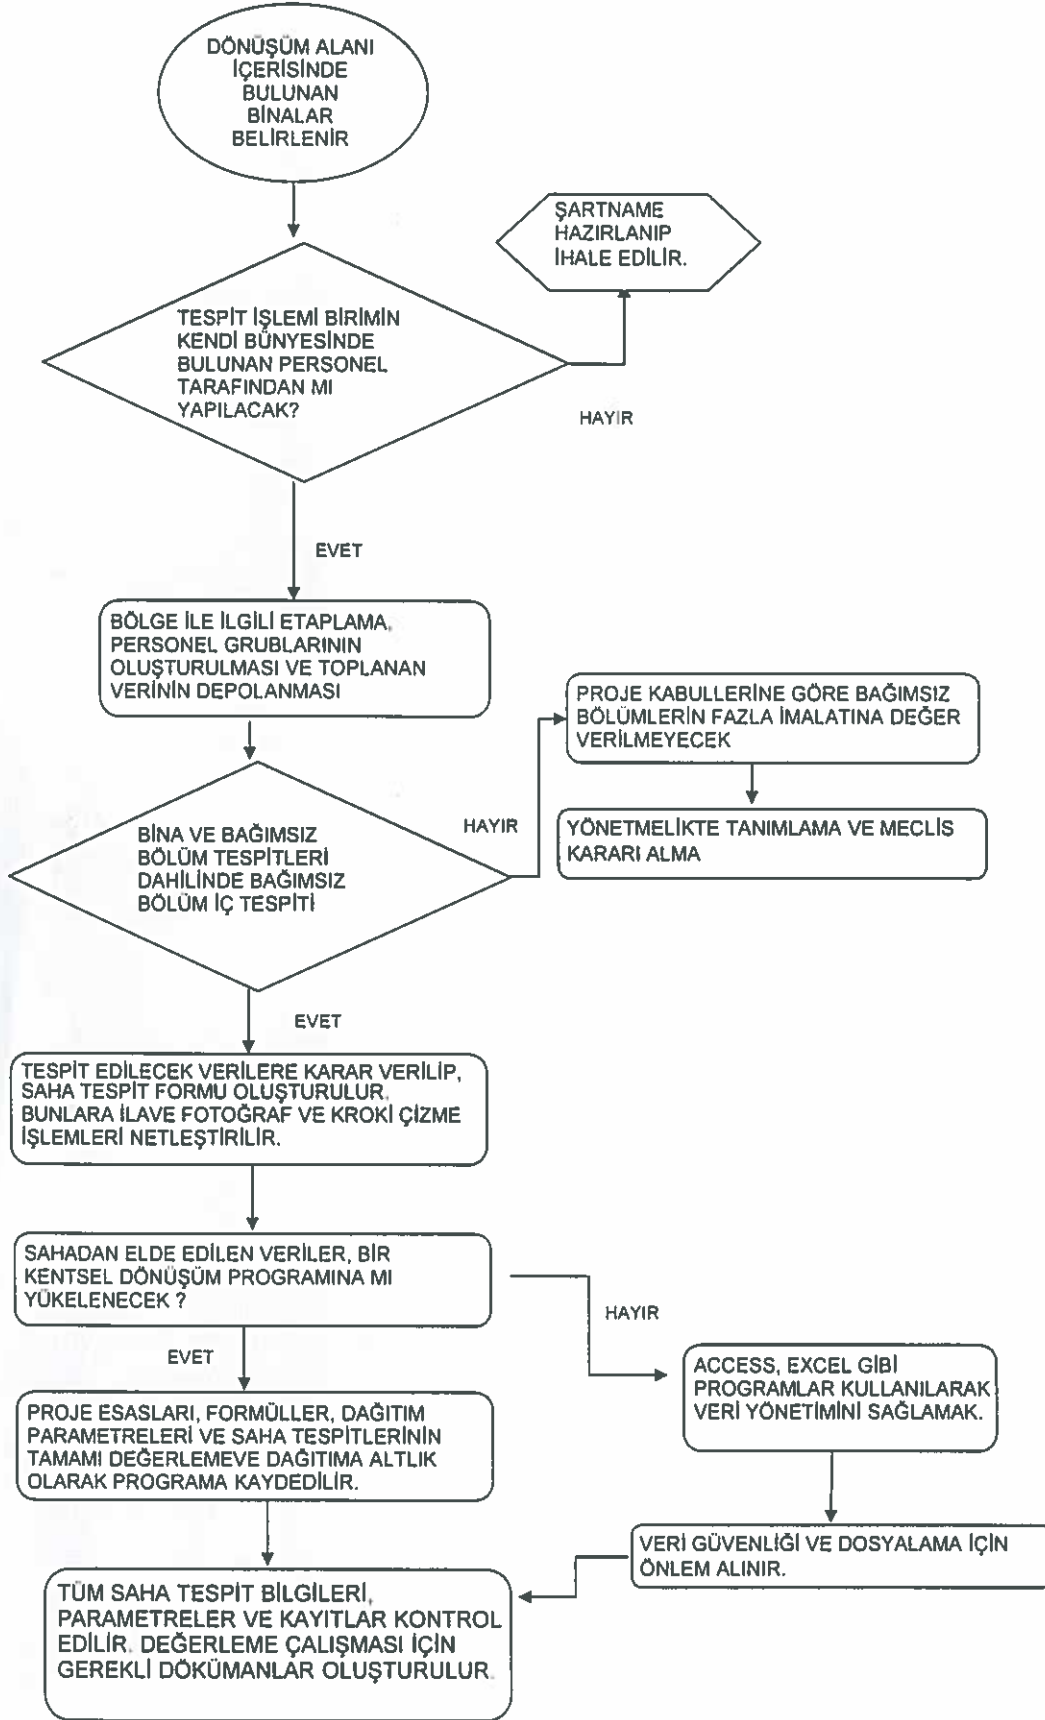 DÖNÜŞÜM ALANI
İÇERİSİNDE
BULUNAN
BİNALAR
BELİRLENİR
ŞARTNAME
HAZIRLANIP
İHALE EDİLİR.
TESPİT İŞLEMİ BİRİMİN
KENDİ BÜNYESİNDE
BULUNAN PERSONEL
TARAFINDAN MI
YAPILACAK?
HAYIR
EVET
BÖLGE İLE İLGİLİ ETAPLAMA,
PERSONEL GRUBLARININ
OLUŞTURULMASI VE TOPLANAN
VERİNİN DEPOLANMASI
PROJE KABULLERİNE GÖRE BAĞIMSIZ
BÖLÜMLERİN FAZLA İMALATINA DEĞER
VERİLMEYECEK
HAYIR
YÖNETMELİKTE TANIMLAMA VE MECLİS
KARARI ALMA
BİNA VE BAĞIMSIZ
BÖLÜM TESPİTLERİ
DAHİLİNDE BAĞIMSIZ
BÖLÜM İÇ TESPİTİ
EVET
TESPİT EDİLECEK VERİLERE KARAR VERİLİP,
SAHA TESPİT FORMU OLUŞTURULUR.
BUNLARA İLAVE FOTOĞRAF VE KROKİ ÇİZME
İŞLEMLERİ NETLEŞTİRİLİR.
SAHADAN ELDE EDİLEN VERİLER, BİR
KENTSEL DÖNÜŞÜM PROGRAMINA MI
YÜKELENECEK ?
HAYIR
EVET
ACCESS, EXCEL GİBİ
PROGRAMLAR KULLANILARAK
VERİ YÖNETİMİNİ SAĞLAMAK.
PROJE ESASLARI, FORMÜLLER, DAĞITIM
PARAMETRELERİ VE SAHA TESPİTLERİNİN
TAMAMI DEĞERLEMEVE DAĞITIMA ALTLIK
OLARAK PROGRAMA KAYDEDİLİR.
VERİ GÜVENLİĞİ VE DOSYALAMA İÇİN
ÖNLEM ALINIR.
TÜM SAHA TESPİT BİLGİLERİ,
PARAMETRELER VE KAYITLAR KONTROL
EDİLİR. DEĞERLEME ÇALIŞMASI İÇİN
GEREKLİ DÖKÜMANLAR OLUŞTURULUR.